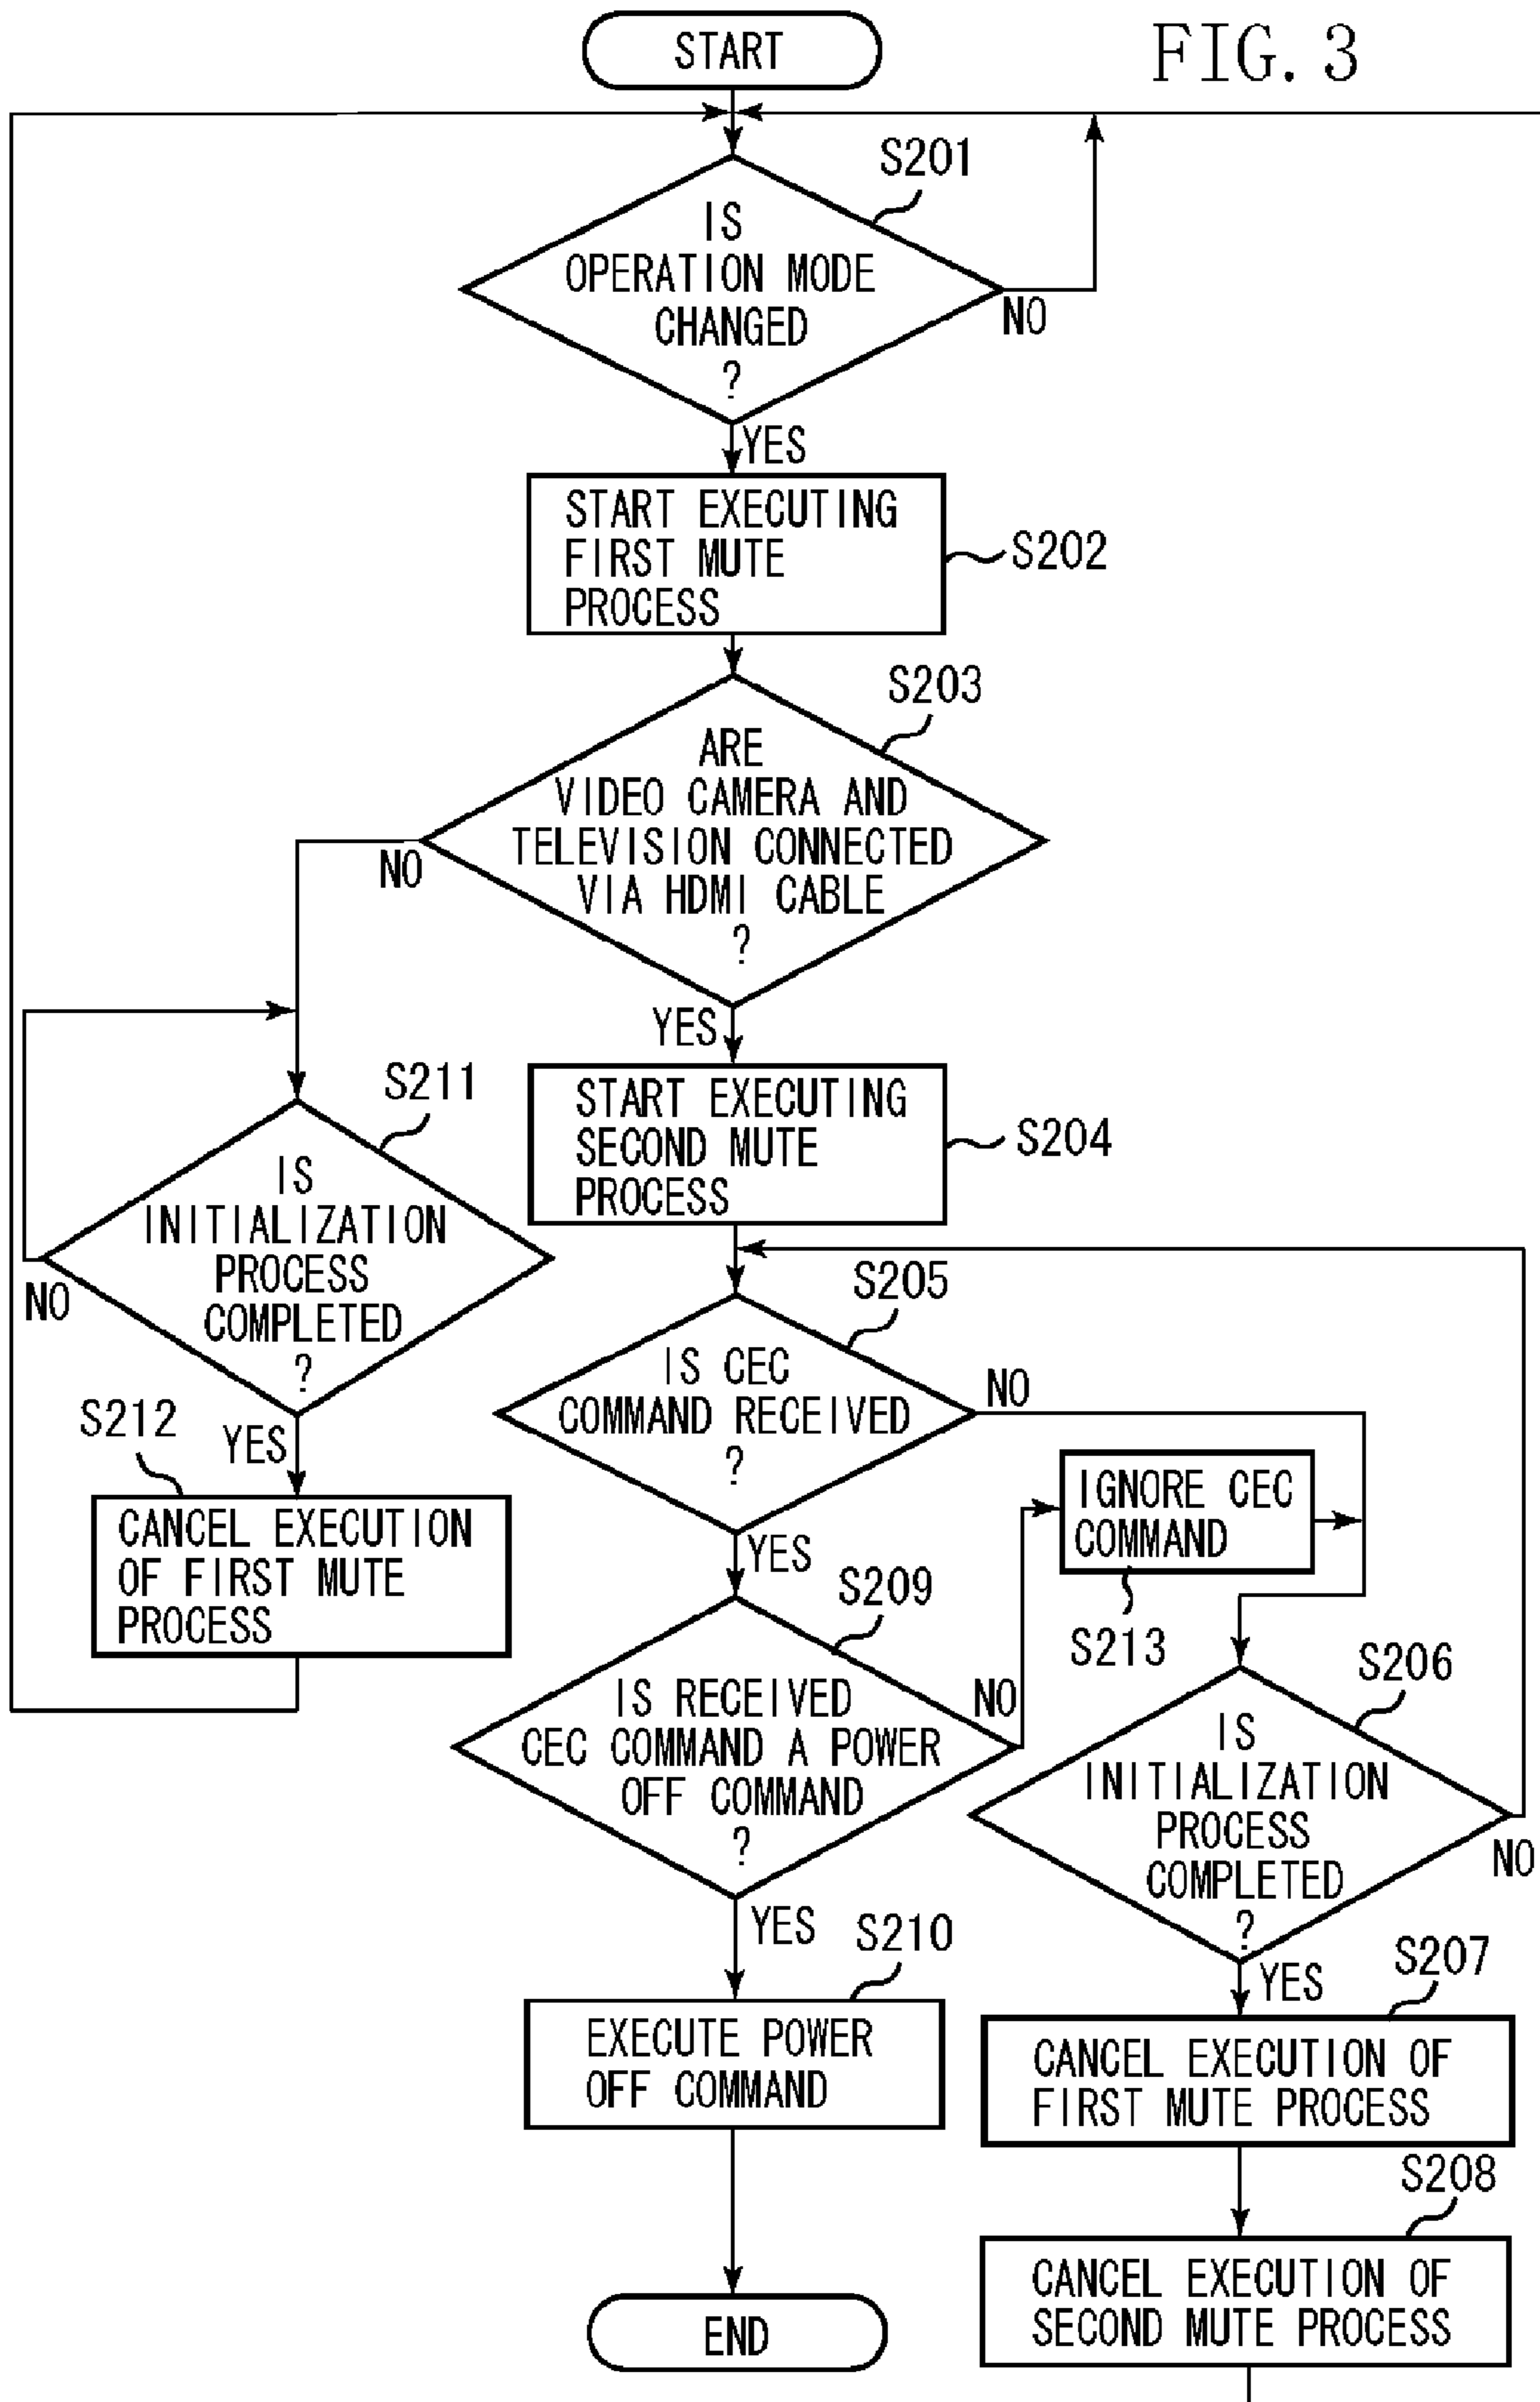 FIG. 3
START
S201
IS
OPERATION MODE
CHANGED
?
NO
YES
START EXECUTING
FIRST MUTE
PROCESS
S202
S203
ARE
VIDEO CAMERA AND
TELEVISION CONNECTED
VIA HDMI CABLE
?
NO
YES
S211
IS
INITIALIZATION
PROCESS
COMPLETED
?
NO
YES
S212
CANCEL EXECUTION
OF FIRST MUTE
PROCESS
START EXECUTING
SECOND MUTE
PROCESS
S204
S205
IS CEC
COMMAND RECEIVED
?
NO
YES
IGNORE CEC
COMMAND
S213
S209
IS RECEIVED
CEC COMMAND A POWER
OFF COMMAND
?
NO
YES
S206
IS
INITIALIZATION
PROCESS
COMPLETED
?
NO
YES
S210
EXECUTE POWER
OFF COMMAND
S207
CANCEL EXECUTION OF
FIRST MUTE PROCESS
S208
CANCEL EXECUTION OF
SECOND MUTE PROCESS
END